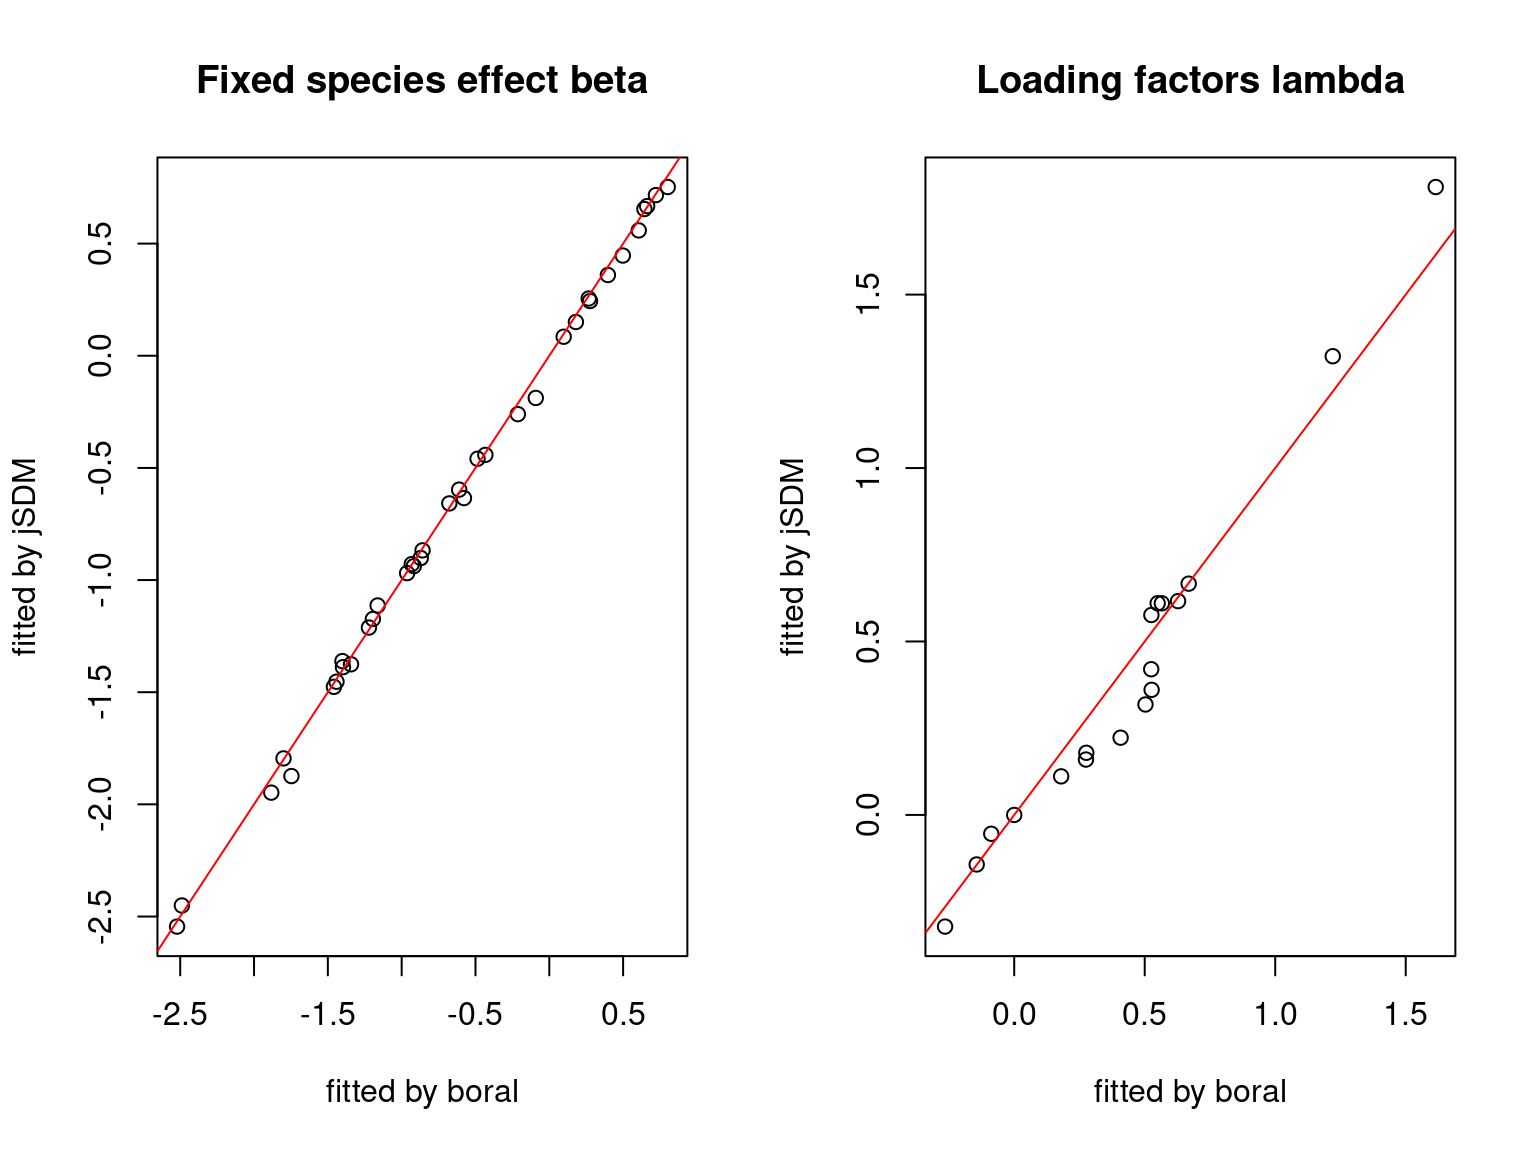 Fixed species effect beta
fitted by jSDM
0.5
0.0
-0.5
-1.0
-1.5
-2.0
-2.5
-2.5 -1.5 -0.5 0.5
fitted by boral
Loading factors lambda
fitted by jSDM
1.5
1.0
0.5
0.0
0.0 0.5 1.0 1.5
fitted by boral